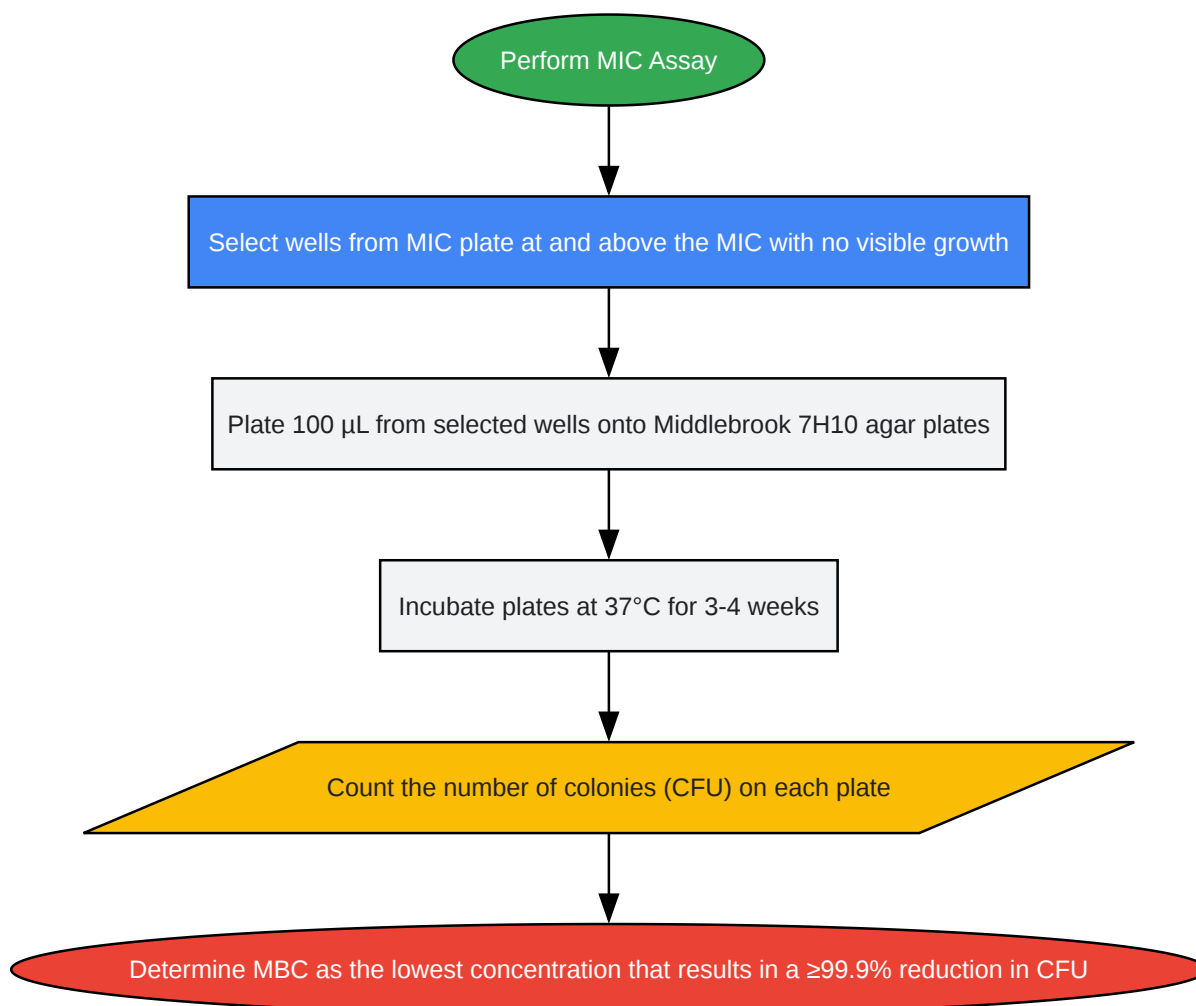 Perform MIC Assay
Select wells from MIC plate at and above the MIC with no visible growth
Plate 100 µL from selected wells onto Middlebrook 7H10 agar plates
Incubate plates at 37°C for 3-4 weeks
Count the number of colonies (CFU) on each plate
Determine MBC as the lowest concentration that results in a ≥99.9% reduction in CFU